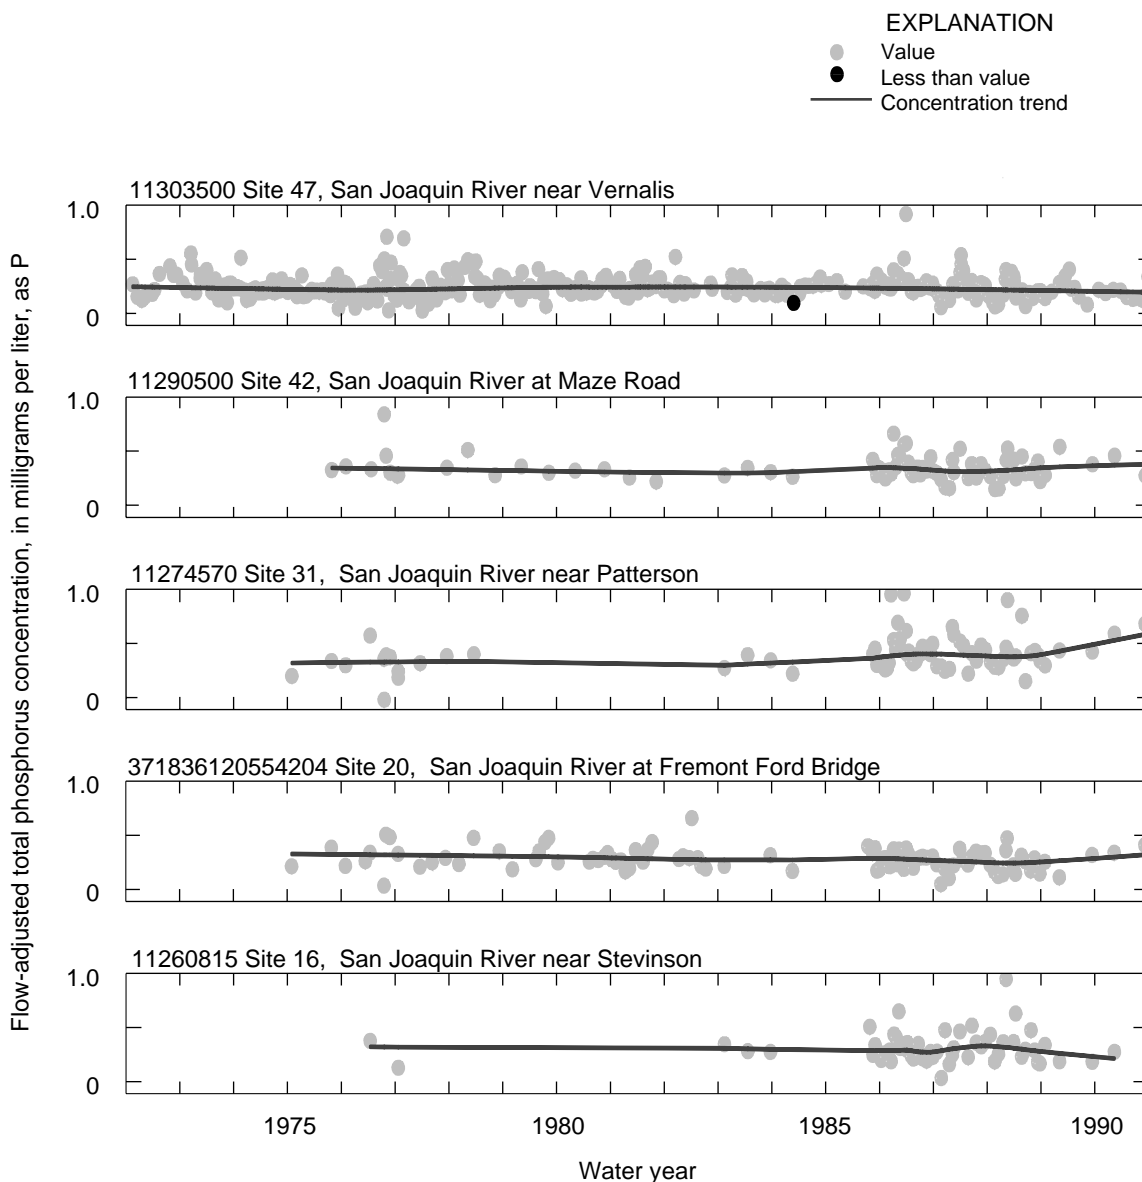 EXPLANATION
Value
Less than value
Concentration trend
Flow-adjusted total phosphorus concentration, in milligrams per liter, as P
11303500 Site 47, San Joaquin River near Vernalis
1.0
0
11290500 Site 42, San Joaquin River at Maze Road
1.0
0
11274570 Site 31, San Joaquin River near Patterson
1.0
0
371836120554204 Site 20, San Joaquin River at Fremont Ford Bridge
1.0
0
11260815 Site 16, San Joaquin River near Stevinson
1.0
0
1975 1980 1985 1990
Water year